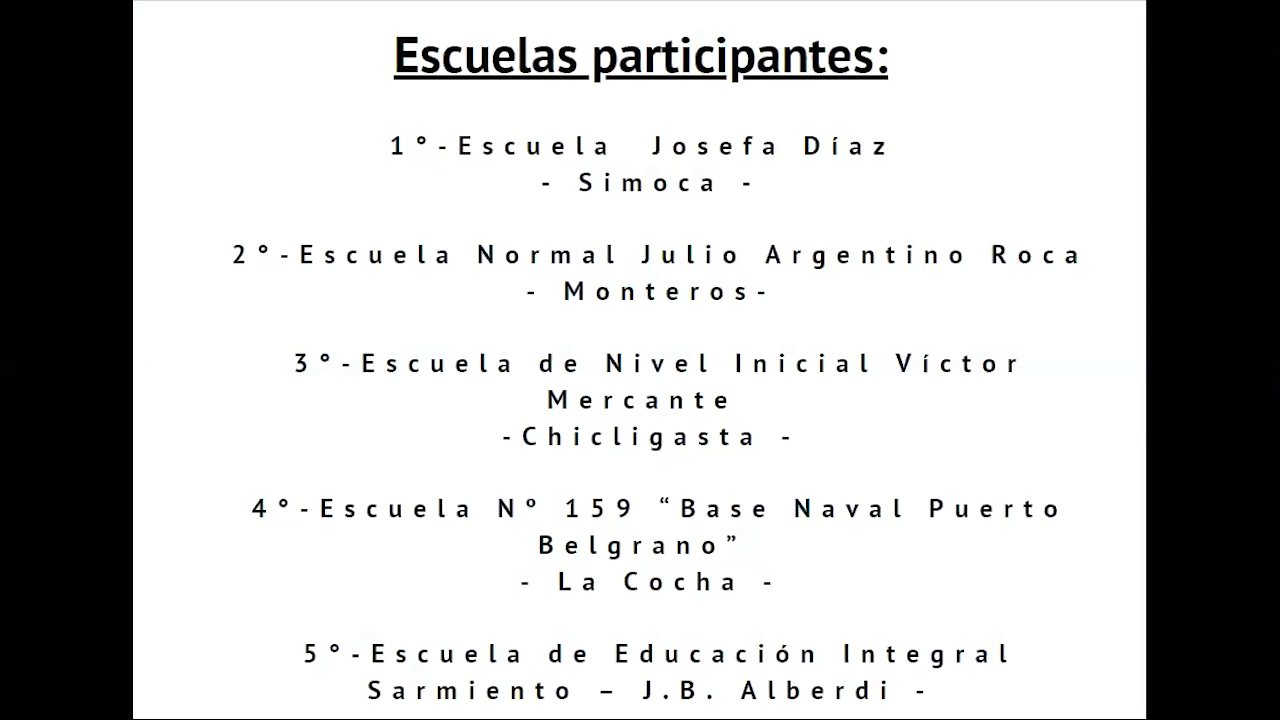 Escuelas participantes:
1°-Escuela Josefa Díaz
- Simoca -
2°-Escuela Normal Julio Argentino Roca
- Monteros-
3°-Escuela de Nivel Inicial Víctor
Mercante
-Chicligasta -
4°-Escuela Nº 159 “Base Naval Puerto
Belgrano”
- La Cocha -
5°-Escuela de Educación Integral
Sarmiento – J.B. Alberdi -